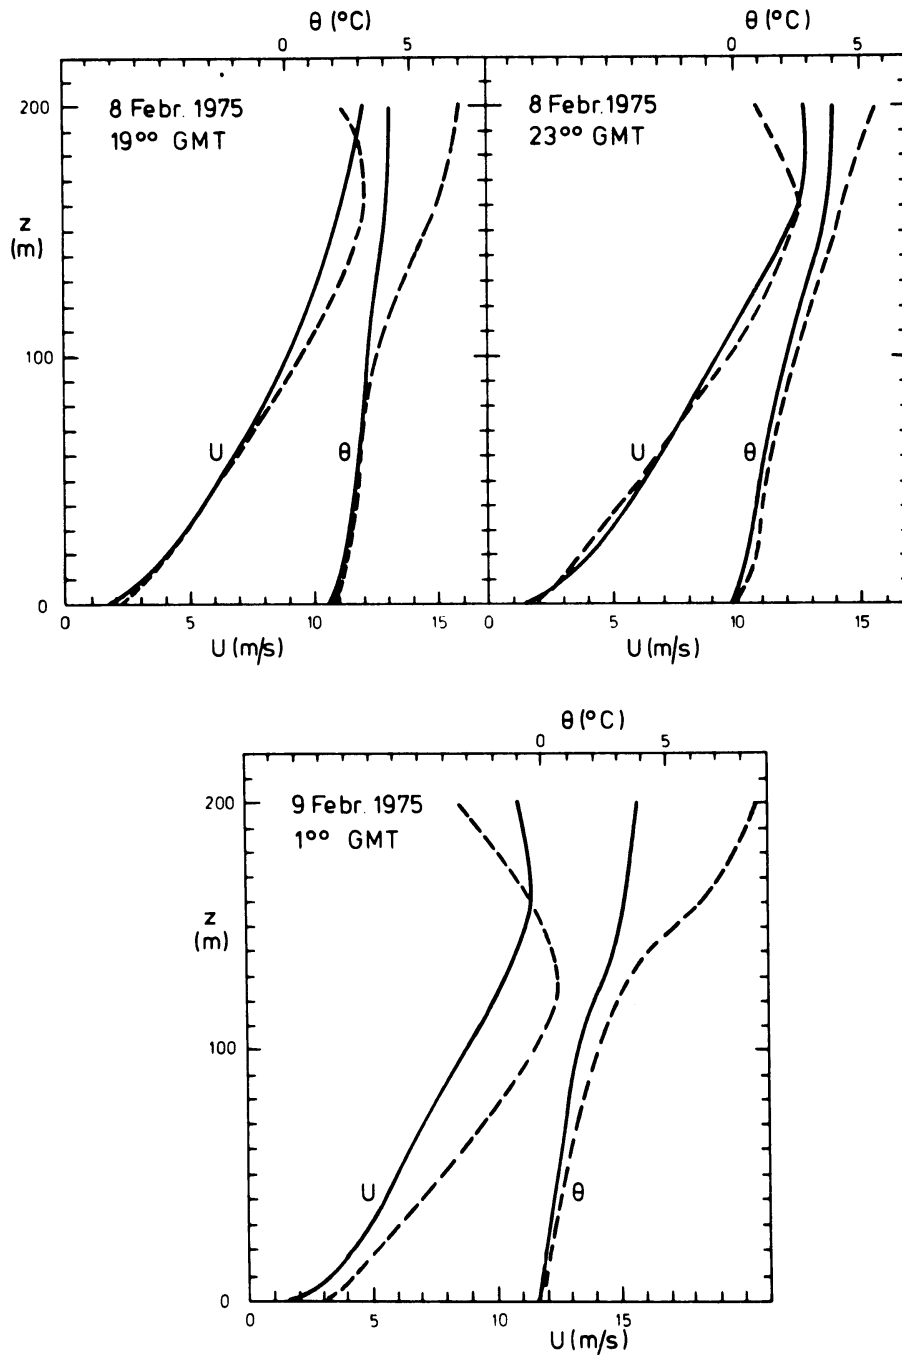 θ (°C)
0 5
8 Febr. 1975
19⁰⁰ GMT
200
z
(m)
100
U θ
0
0 5 10 15
U (m/s)
θ (°C)
0 5
8 Febr. 1975
23⁰⁰ GMT
U θ
0 5 10 15
U (m/s)
θ (°C)
0 5
9 Febr. 1975
1⁰⁰ GMT
200
z
(m)
100
U θ
0
0 5 10 15
U (m/s)